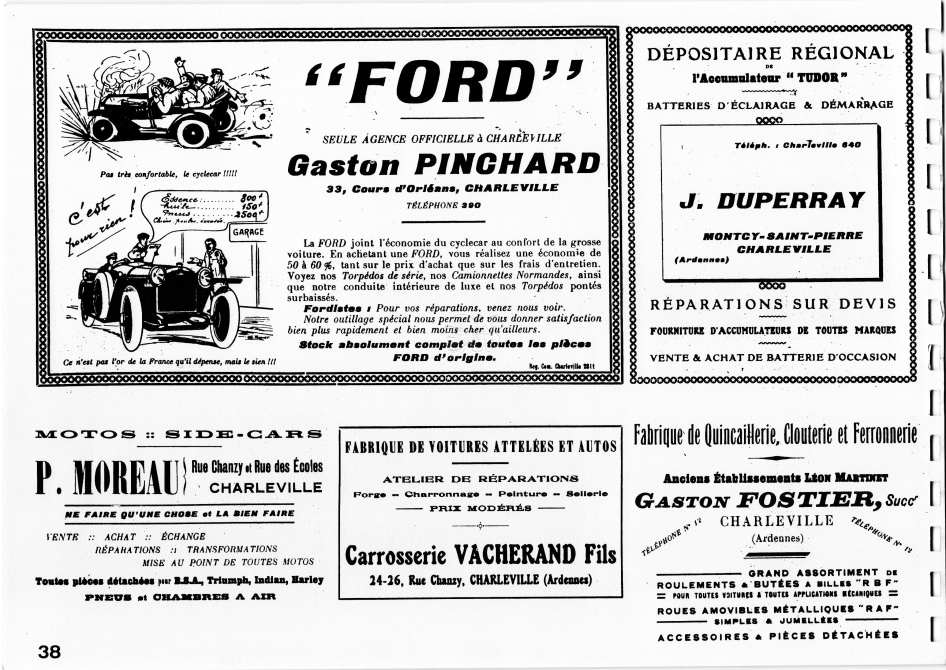 "FORD"
SEULE AGENCE OFFICIELLE à CHARLEVILLE
Gaston PINCHARD
33, Cours d'Orléans, CHARLEVILLE
TÉLÉPHONE 390
Pas très confortable, le cyclecar !!!!!
C'est
pour rien !
Essence ........ 800 f
Huile ........ 150 f
Pneus ........ 2500 f
GARAGE
Ce n'est pas l'or de la France qu'il dépense, mais le sien !!!
La FORD joint l'économie du cyclecar au confort de la grosse
voiture. En achetant une FORD, vous réalisez une économie de
50 à 60 %, tant sur le prix d'achat que sur les frais d'entretien.
Voyez nos Torpédos de série, nos Camionnettes Normandes, ainsi
que notre conduite intérieure de luxe et nos Torpédos pontés
surbaissés.
Fordistes : Pour vos réparations, venez nous voir.
Notre outillage spécial nous permet de vous donner satisfaction
bien plus rapidement et bien moins cher qu'ailleurs.
Stock absolument complet de toutes les pièces
FORD d'origine.
Reg. Com. Charleville 2811
DÉPOSITAIRE RÉGIONAL
DE
l'Accumulateur " TUDOR"
BATTERIES D'ÉCLAIRAGE & DÉMARRAGE
Téléph. : Charleville 640
J. DUPERRAY
MONTCY-SAINT-PIERRE
CHARLEVILLE
(Ardennes)
RÉPARATIONS SUR DEVIS
FOURNITURE D'ACCUMULATEURS DE TOUTES MARQUES
VENTE & ACHAT DE BATTERIE D'OCCASION
MOTOS :: SIDE-CARS
P. MOREAU
Rue Chanzy et Rue des Écoles
CHARLEVILLE
NE FAIRE QU'UNE CHOSE et LA BIEN FAIRE
VENTE :: ACHAT :: ÉCHANGE
RÉPARATIONS :: TRANSFORMATIONS
MISE AU POINT DE TOUTES MOTOS
Toutes pièces détachées pour B.S.A., Triumph, Indian, Harley
PNEUS et CHAMBRES A AIR
FABRIQUE DE VOITURES ATTELÉES ET AUTOS
ATELIER DE RÉPARATIONS
Forge -- Charronnage -- Peinture -- Sellerie
PRIX MODÉRÉS
Carrosserie VACHERAND Fils
24-26, Rue Chanzy, CHARLEVILLE (Ardennes)
Fabrique de Quincaillerie, Clouterie et Ferronnerie
Anciens Établissements LÉON MARTINET
GASTON FOSTIER, Succr
CHARLEVILLE
(Ardennes)
TÉLÉPHONE N° 12
TÉLÉPHONE N° 12
GRAND ASSORTIMENT DE
ROULEMENTS & BUTÉES A BILLES "RBF"
POUR TOUTES VOITURES & TOUTES APPLICATIONS MÉCANIQUES
ROUES AMOVIBLES MÉTALLIQUES "RAF"
SIMPLES & JUMELLÉES
ACCESSOIRES & PIÈCES DÉTACHÉES
38